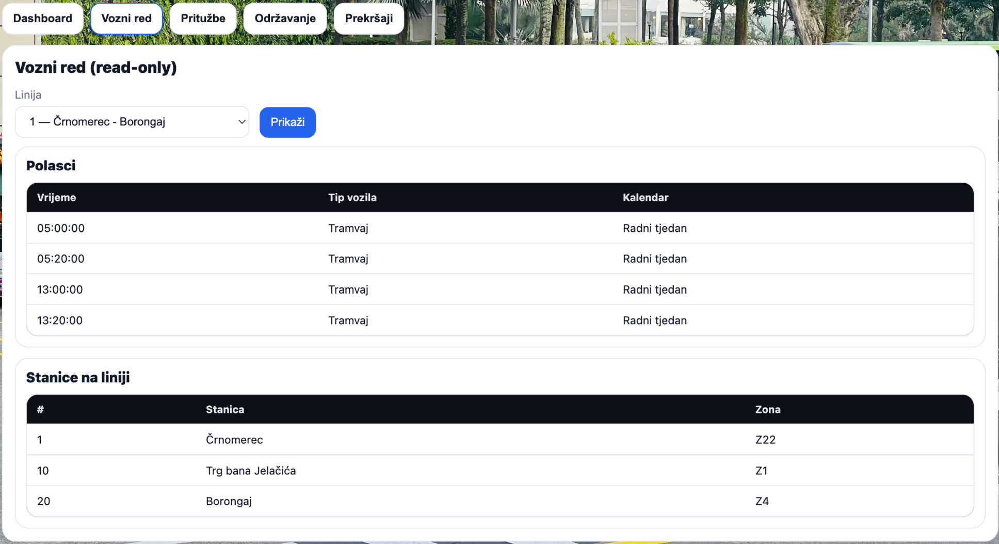 Dashboard Vozni red Pritužbe Održavanje Prekršaji
Vozni red (read-only)
Linija
1 — Črnomerec - Borongaj Prikaži
Polasci
Vrijeme Tip vozila Kalendar
05:00:00 Tramvaj Radni tjedan
05:20:00 Tramvaj Radni tjedan
13:00:00 Tramvaj Radni tjedan
13:20:00 Tramvaj Radni tjedan
Stanice na liniji
# Stanica Zona
1 Črnomerec Z22
10 Trg bana Jelačića Z1
20 Borongaj Z4